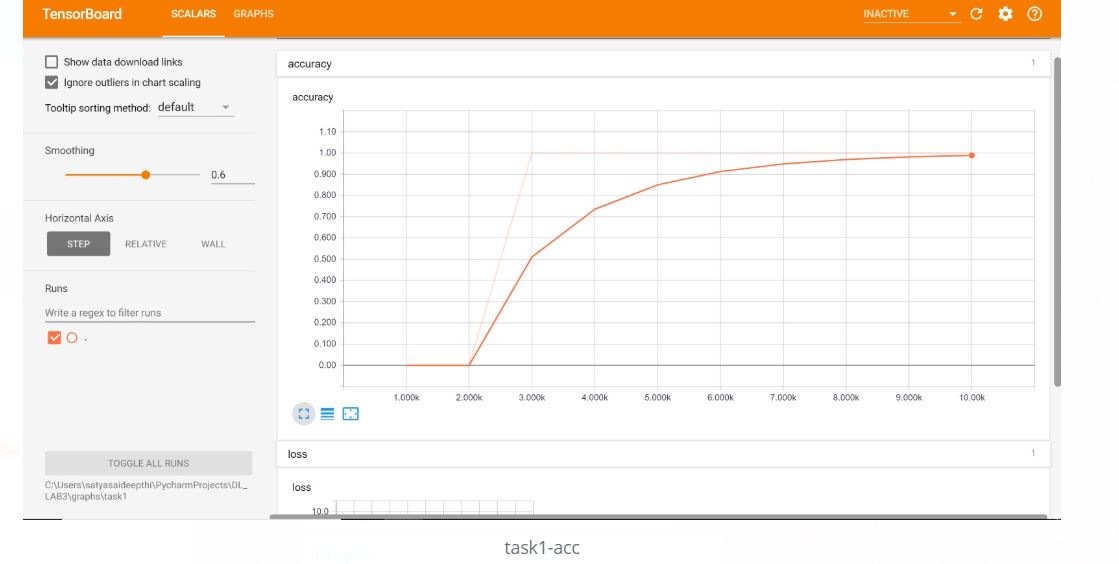 TensorBoard SCALARS GRAPHS INACTIVE
Show data download links
Ignore outliers in chart scaling
Tooltip sorting method: default
Smoothing
0.6
Horizontal Axis
STEP RELATIVE WALL
Runs
Write a regex to filter runs
.
TOGGLE ALL RUNS
C:\Users\satyasaideepthi\PycharmProjects\DL_
LAB3\graphs\task1
accuracy 1
accuracy
1.10
1.00
0.900
0.800
0.700
0.600
0.500
0.400
0.300
0.200
0.100
0.00
1.000k 2.000k 3.000k 4.000k 5.000k 6.000k 7.000k 8.000k 9.000k 10.00k
loss 1
loss
10.0
task1-acc